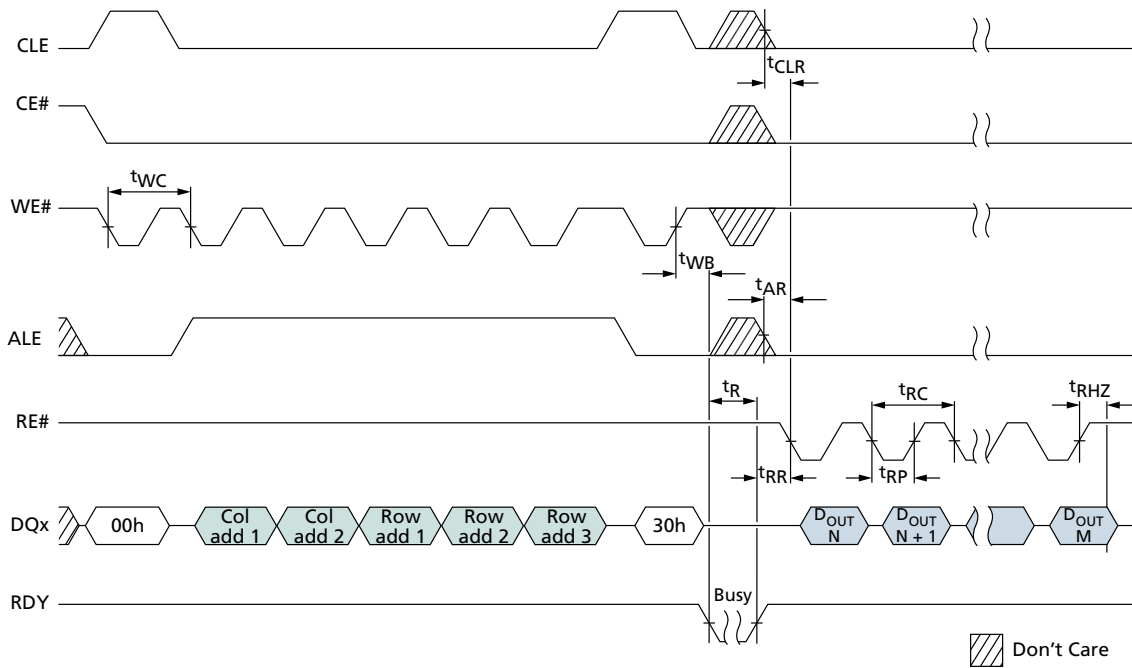 CLE
tCLR
CE#
tWC
WE#
tWB
tAR
ALE
tR
tRC
tRHZ
RE#
tRR
tRP
DQx
00h
Col
add 1
Col
add 2
Row
add 1
Row
add 2
Row
add 3
30h
DOUT
N
DOUT
N + 1
DOUT
M
RDY
Busy
Don't Care